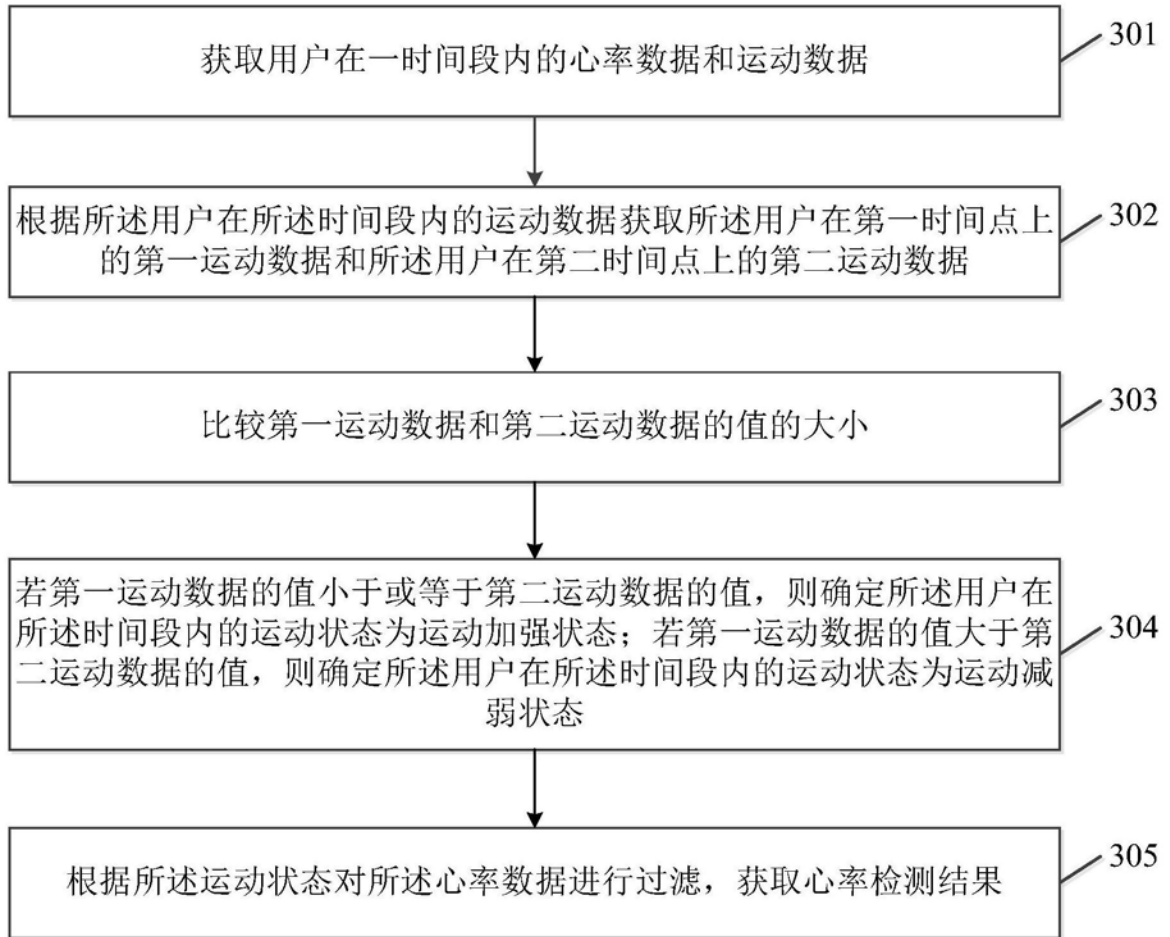 获取用户在一时间段内的心率数据和运动数据
301
根据所述用户在所述时间段内的运动数据获取所述用户在第一时间点上
的第一运动数据和所述用户在第二时间点上的第二运动数据
302
比较第一运动数据和第二运动数据的值的大小
303
若第一运动数据的值小于或等于第二运动数据的值，则确定所述用户在
所述时间段内的运动状态为运动加强状态；若第一运动数据的值大于第
二运动数据的值，则确定所述用户在所述时间段内的运动状态为运动减
弱状态
304
根据所述运动状态对所述心率数据进行过滤，获取心率检测结果
305